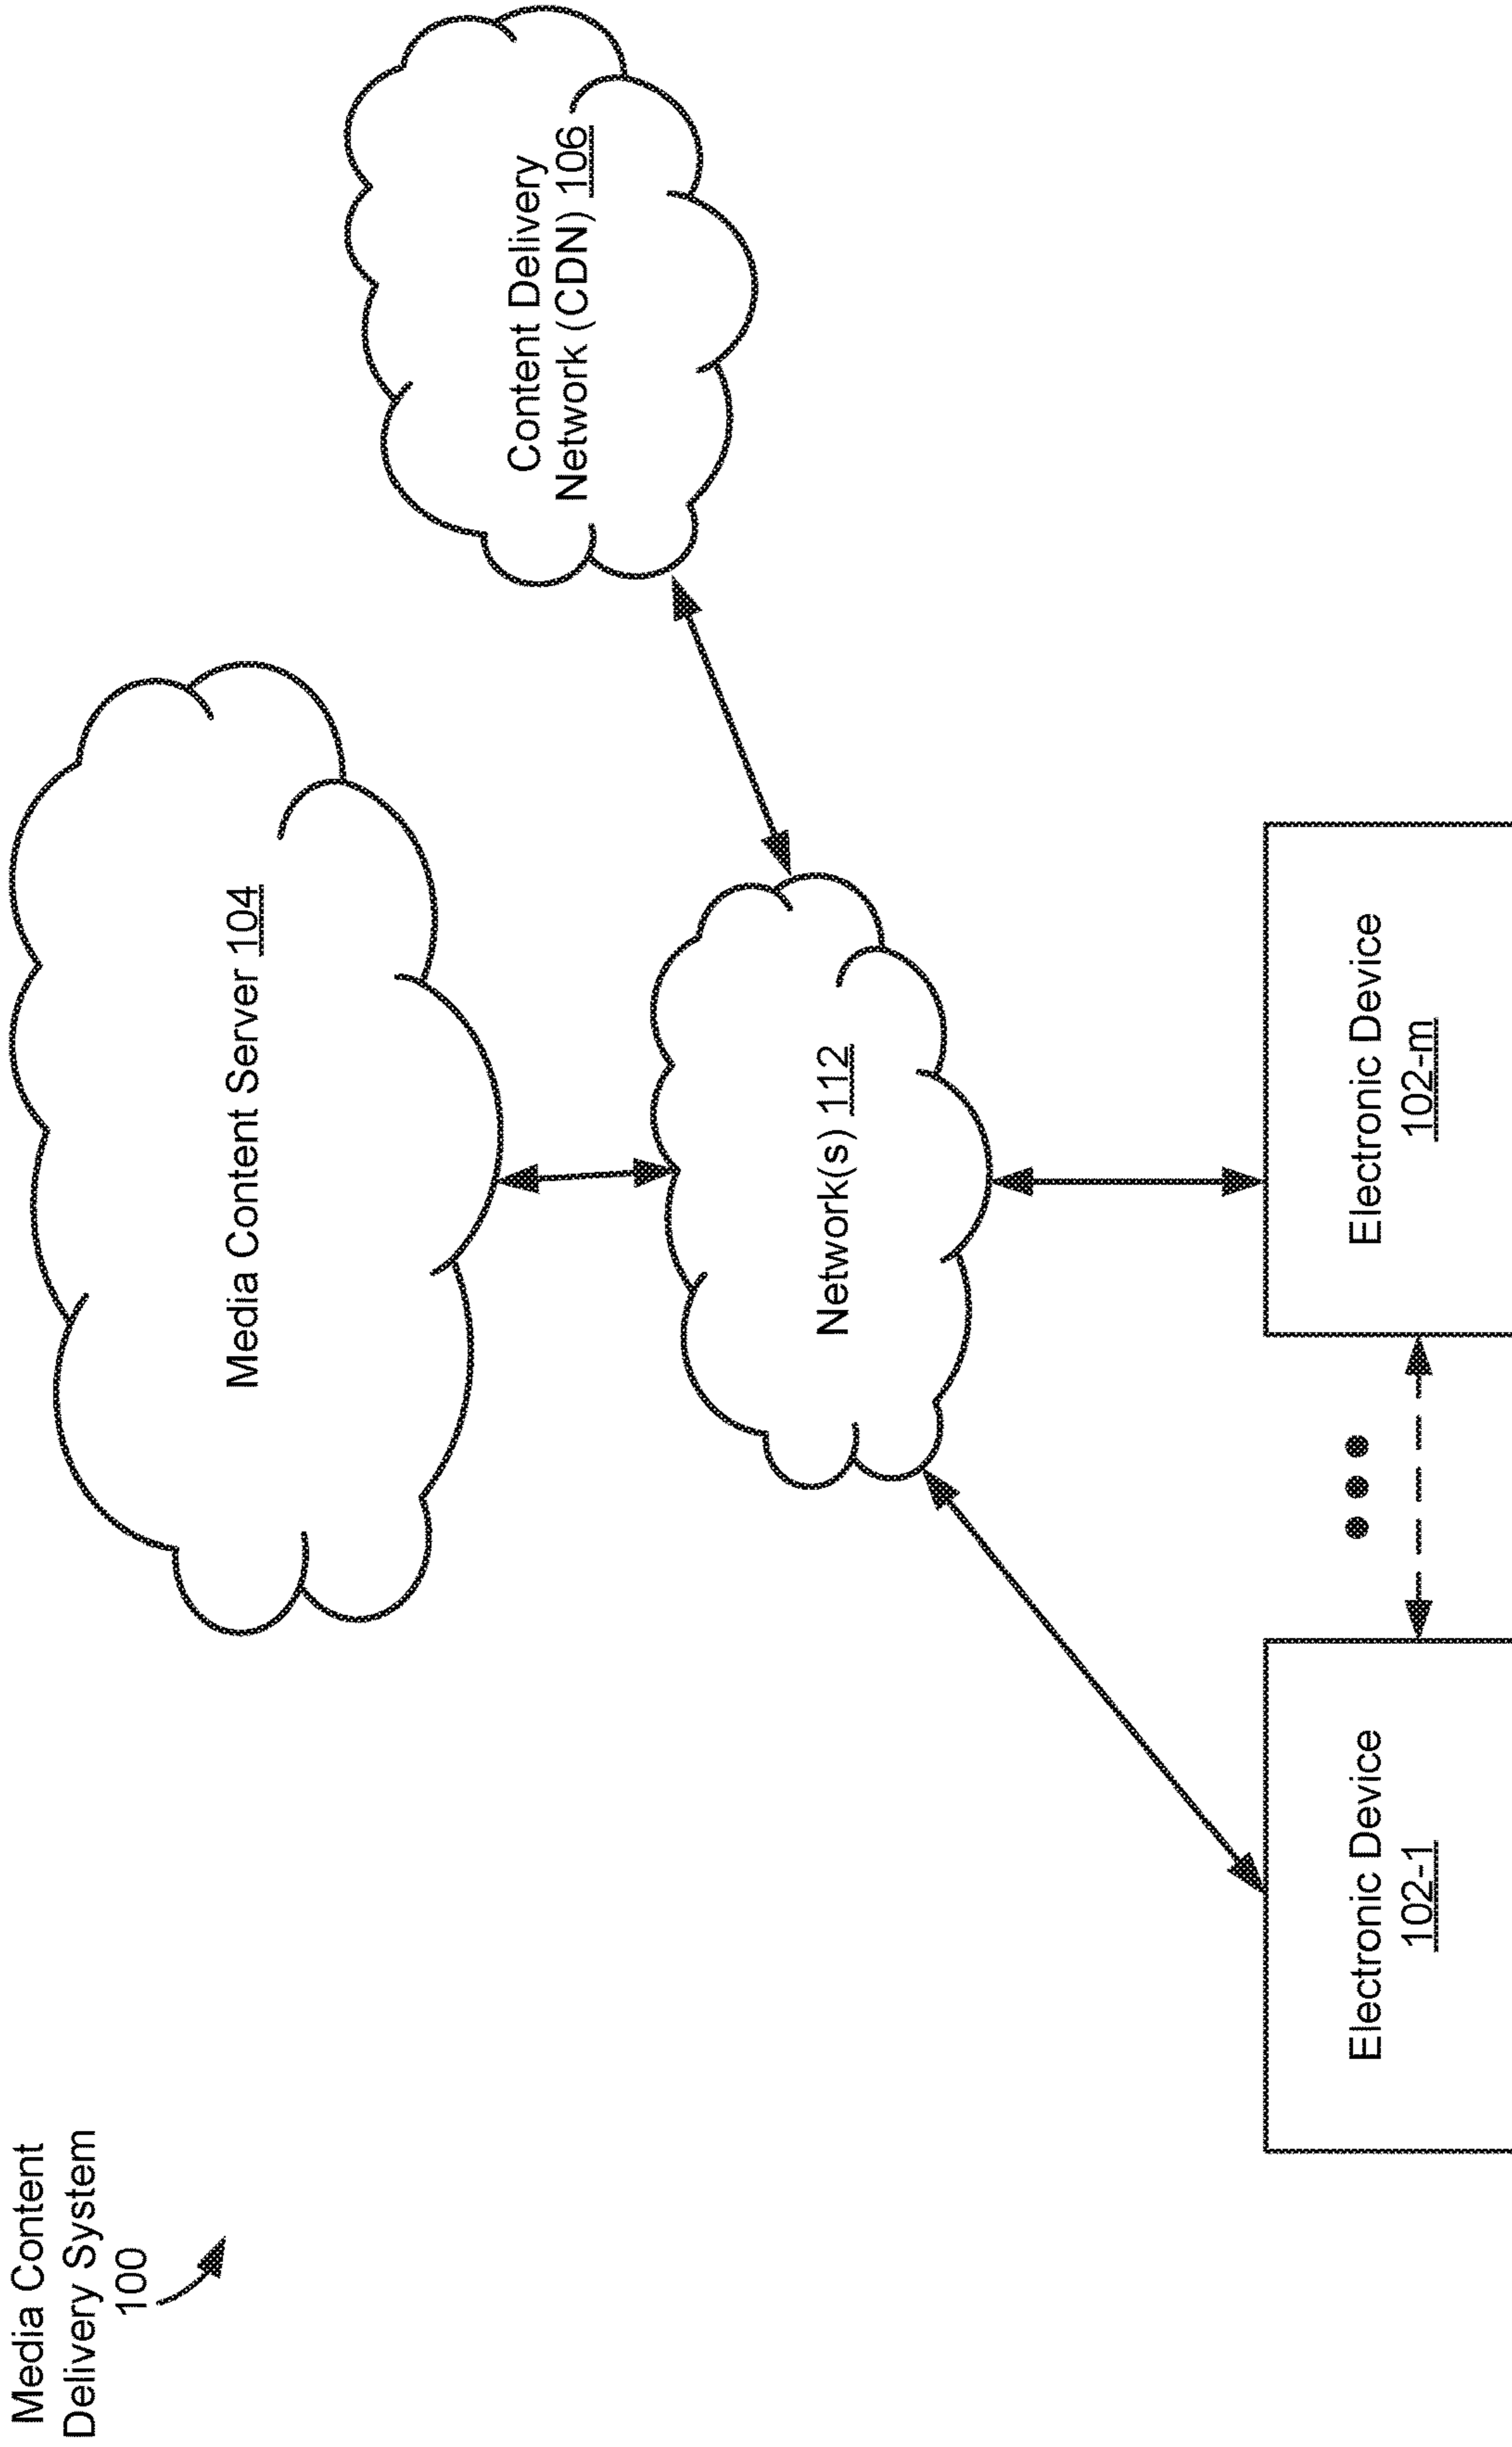 Media Content
Delivery System
100
Media Content Server 104
Content Delivery
Network (CDN) 106
Network(s) 112
Electronic Device
102-1
Electronic Device
102-m